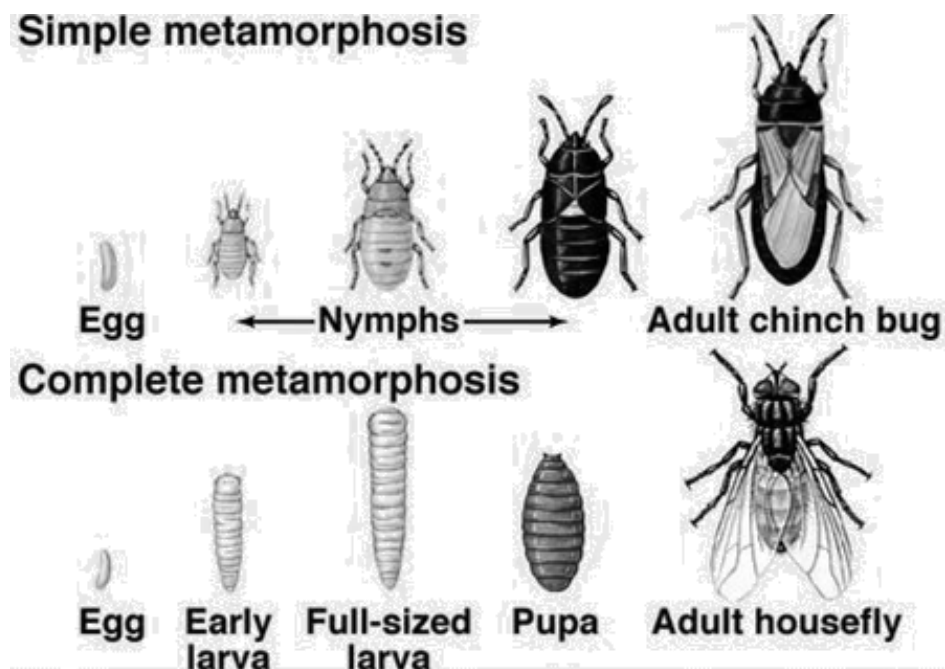 Simple metamorphosis
Egg
Nymphs
Adult chinch bug
Complete metamorphosis
Egg
Early
larva
Full-sized
larva
Pupa
Adult housefly